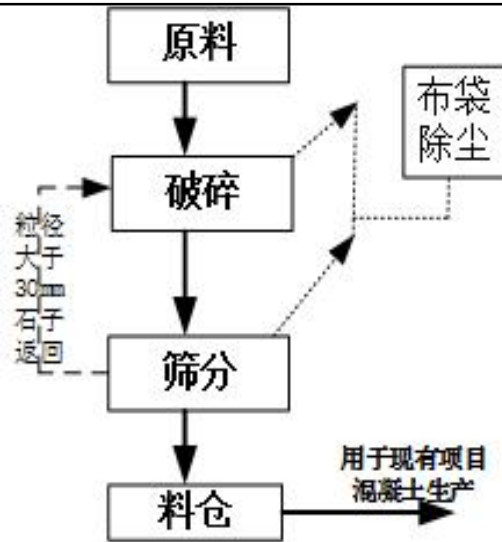 原料
布袋
除尘
破碎
粒径
大于
30mm
石子
返回
筛分
用于现有项目
混凝土生产
料仓